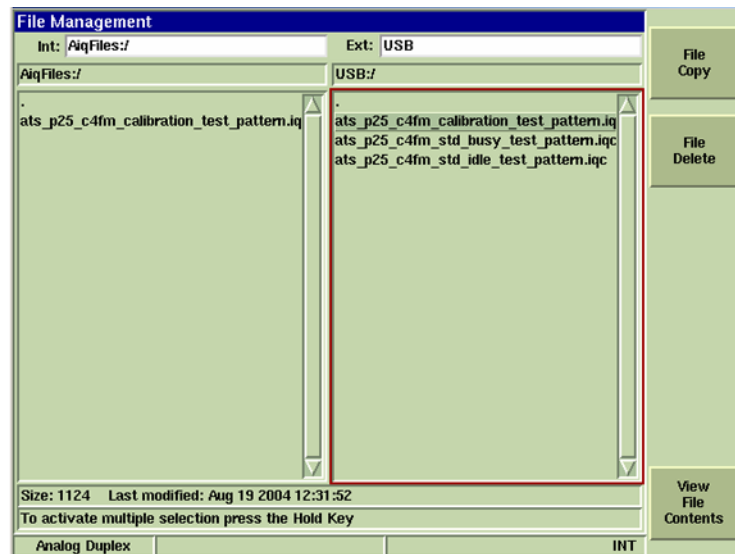 File Management
Int: AiqFiles:/
Ext: USB
AiqFiles:/
USB:/
.
ats_p25_c4fm_calibration_test_pattern.iq
.
ats_p25_c4fm_calibration_test_pattern.iq
ats_p25_c4fm_std_busy_test_pattern.iqc
ats_p25_c4fm_std_idle_test_pattern.iqc
Size: 1124 Last modified: Aug 19 2004 12:31:52
To activate multiple selection press the Hold Key
Analog Duplex
INT
File
Copy
File
Delete
View
File
Contents